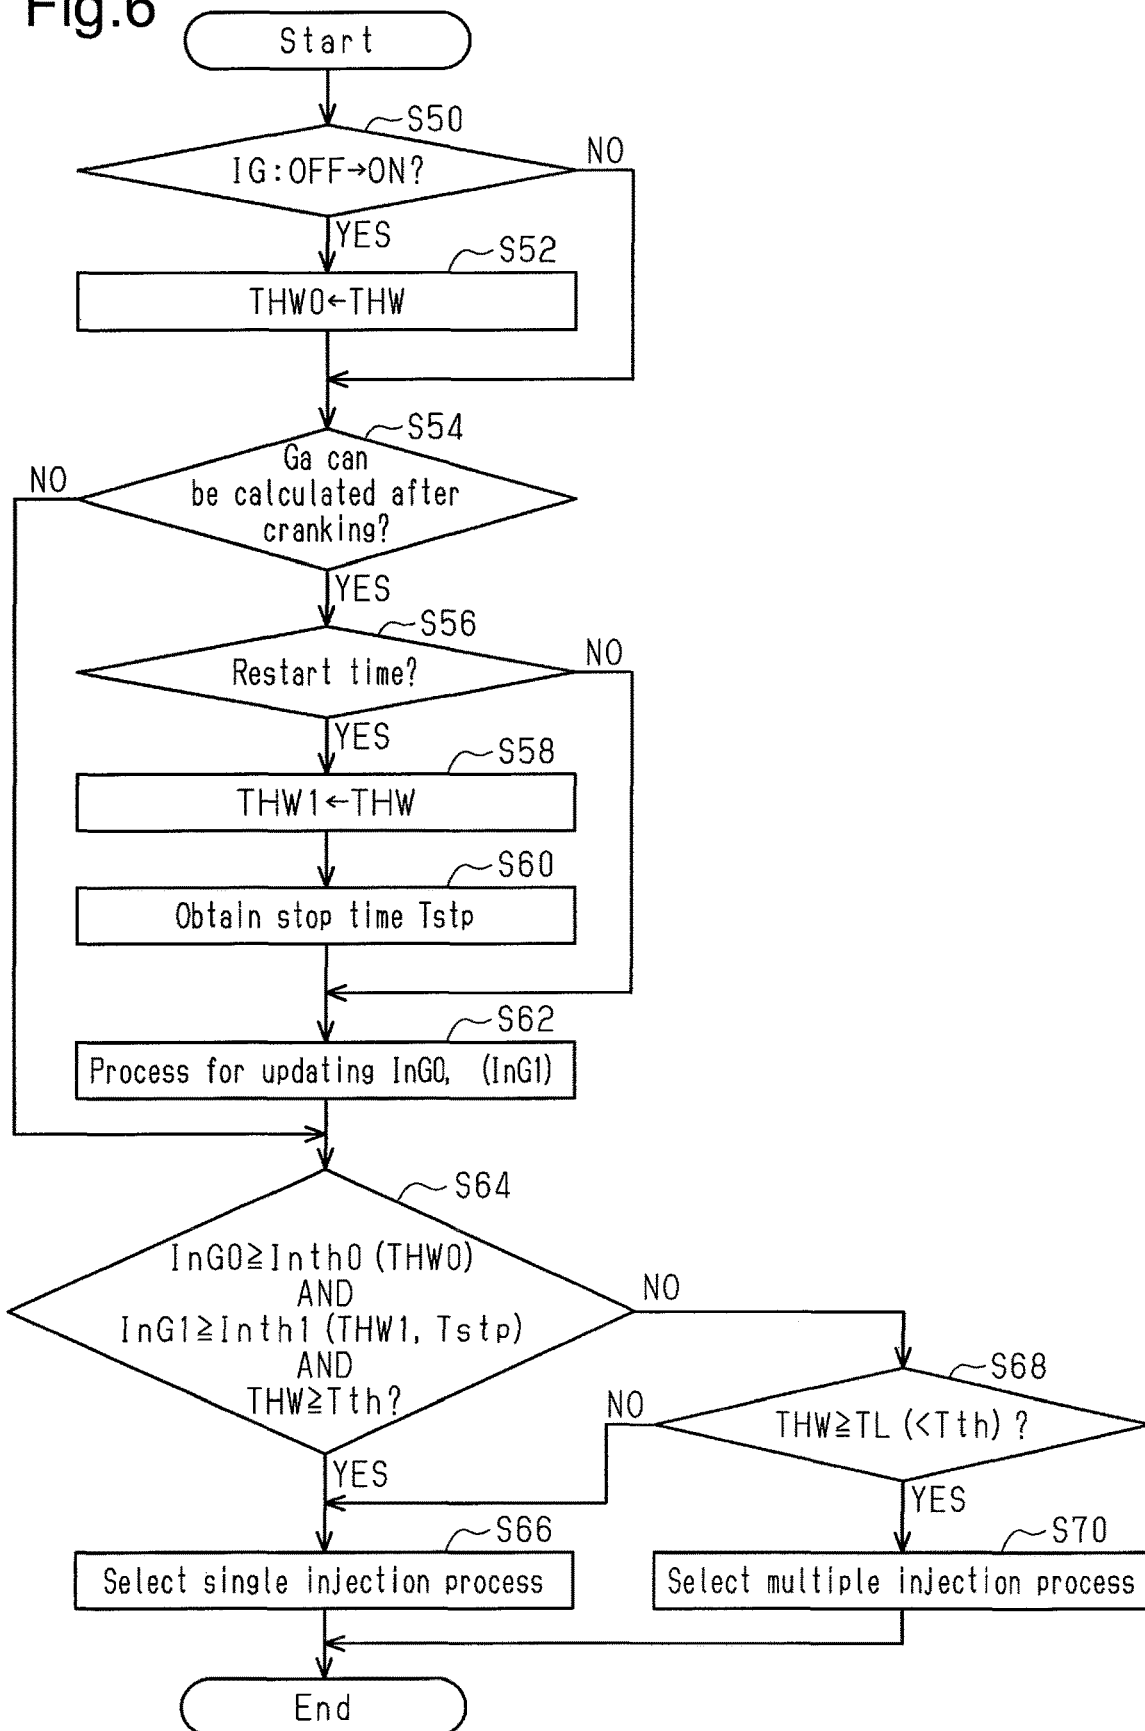 Fig.6
Start
S50
IG:OFF→ON?
NO
YES
S52
THW0←THW
S54
Ga can
be calculated after
cranking?
NO
YES
S56
Restart time?
NO
YES
S58
THW1←THW
S60
Obtain stop time Tstp
S62
Process for updating InG0, (InG1)
S64
InG0≧Inth0 (THW0)
AND
InG1≧Inth1 (THW1, Tstp)
AND
THW≧Tth?
NO
YES
S68
THW≧TL (<Tth) ?
NO
YES
S66
Select single injection process
S70
Select multiple injection process
End